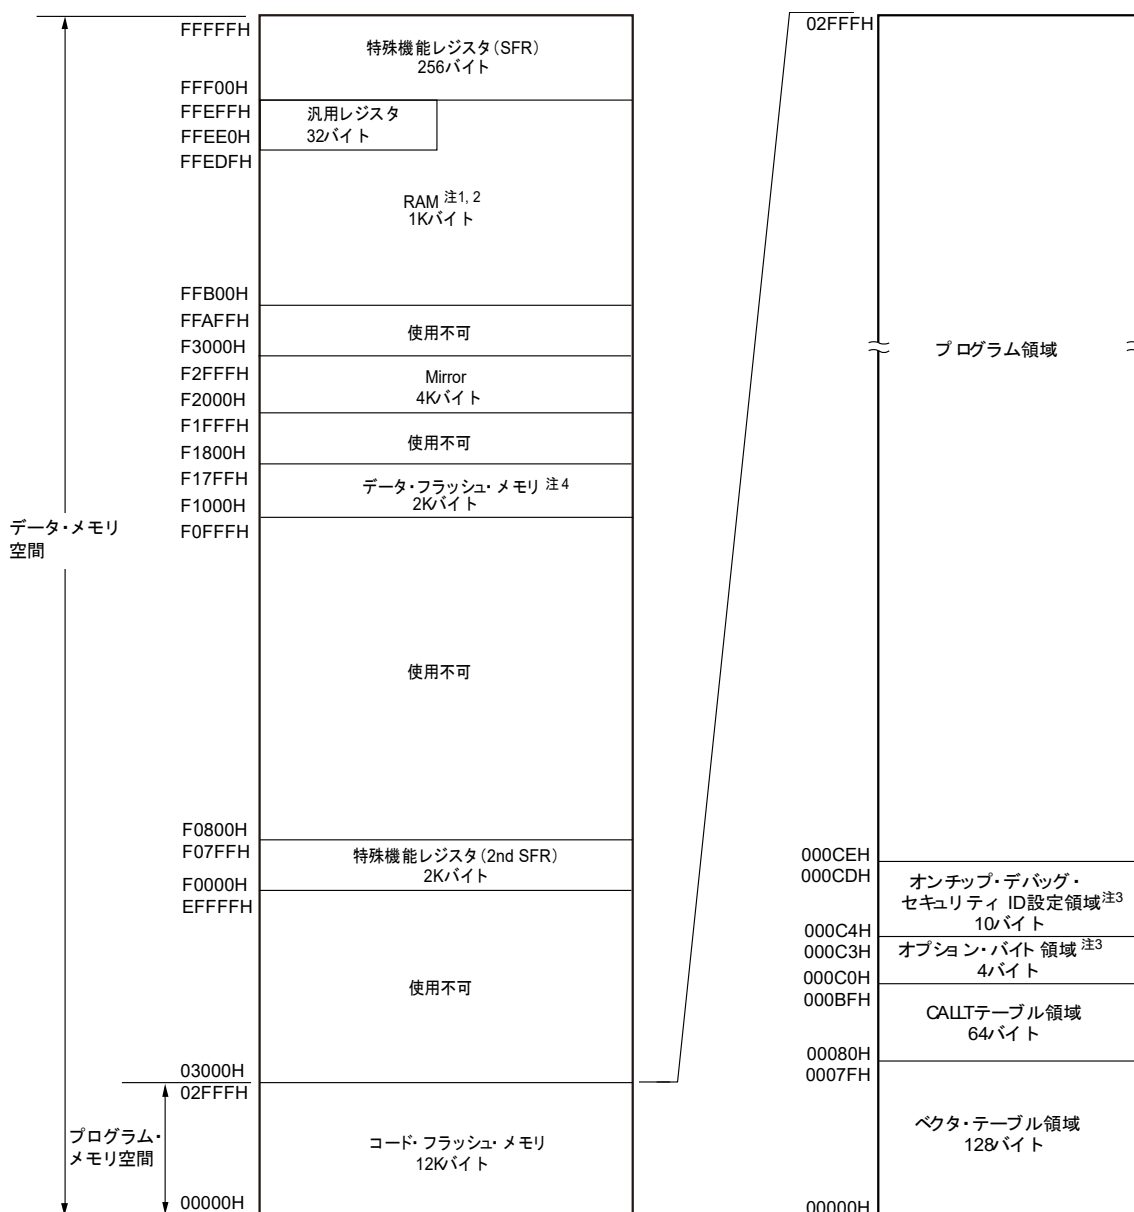 FFFFFH
特殊機能レジスタ(SFR)
256バイト
FFF00H
FFEFFH
汎用レジスタ
32バイト
FFEE0H
FFEDFH
RAM 注1, 2
1Kバイト
FFB00H
FFAFFH
使用不可
F3000H
F2FFFH
Mirror
4Kバイト
F2000H
F1FFFH
使用不可
F1800H
F17FFH
データ・フラッシュ・メモリ 注4
2Kバイト
F1000H
F0FFFH
データ・メモリ
空間
使用不可
F0800H
F07FFH
特殊機能レジスタ(2nd SFR)
2Kバイト
F0000H
EFFFFH
使用不可
03000H
02FFFH
プログラム・
メモリ空間
コード・フラッシュ・メモリ
12Kバイト
00000H
02FFFH
プログラム領域
000CEH
000CDH
オンチップ・デバッグ・
セキュリティ ID設定領域注3
10バイト
000C4H
000C3H
オプション・バイト 領域 注3
4バイト
000C0H
000BFH
CALLTテーブル領域
64バイト
00080H
0007FH
ベクタ・テーブル領域
128バイト
00000H